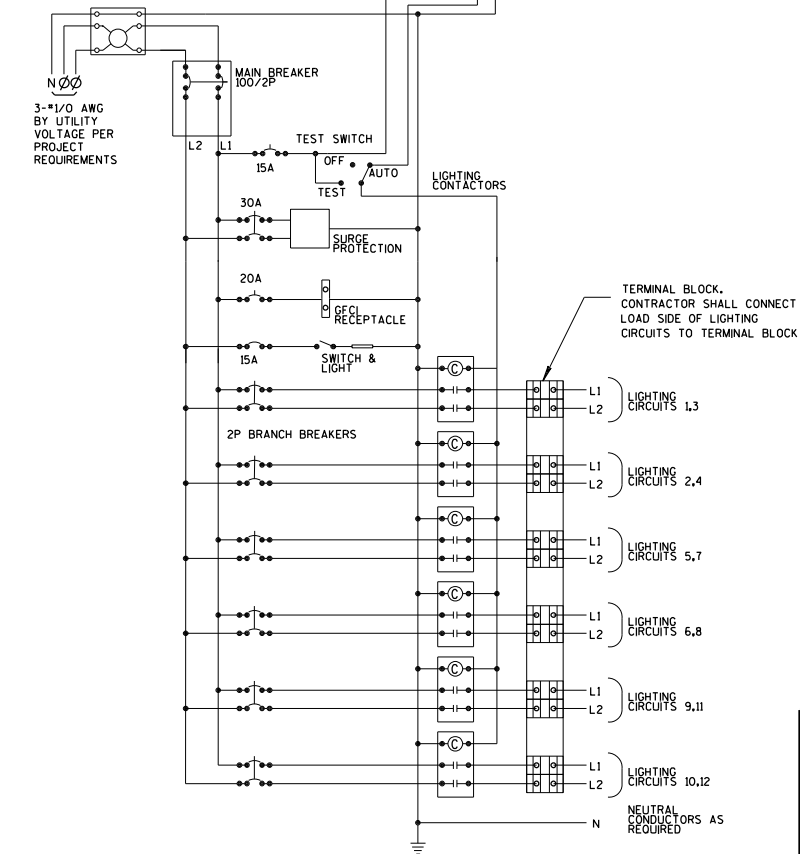 N ØØ
3-#1/0 AWG
BY UTILITY
VOLTAGE PER
PROJECT
REQUIREMENTS
MAIN BREAKER
100/2P
L2
L1
TEST SWITCH
15A
OFF
AUTO
TEST
LIGHTING
CONTACTORS
30A
SURGE
PROTECTION
20A
GFCI
RECEPTACLE
15A
SWITCH &
LIGHT
TERMINAL BLOCK.
CONTRACTOR SHALL CONNECT
LOAD SIDE OF LIGHTING
CIRCUITS TO TERMINAL BLOCK
2P BRANCH BREAKERS
C
L1
L2
LIGHTING
CIRCUITS 1,3
C
L1
L2
LIGHTING
CIRCUITS 2,4
C
L1
L2
LIGHTING
CIRCUITS 5,7
C
L1
L2
LIGHTING
CIRCUITS 6,8
C
L1
L2
LIGHTING
CIRCUITS 9,11
C
L1
L2
LIGHTING
CIRCUITS 10,12
N
NEUTRAL
CONDUCTORS AS
REQUIRED